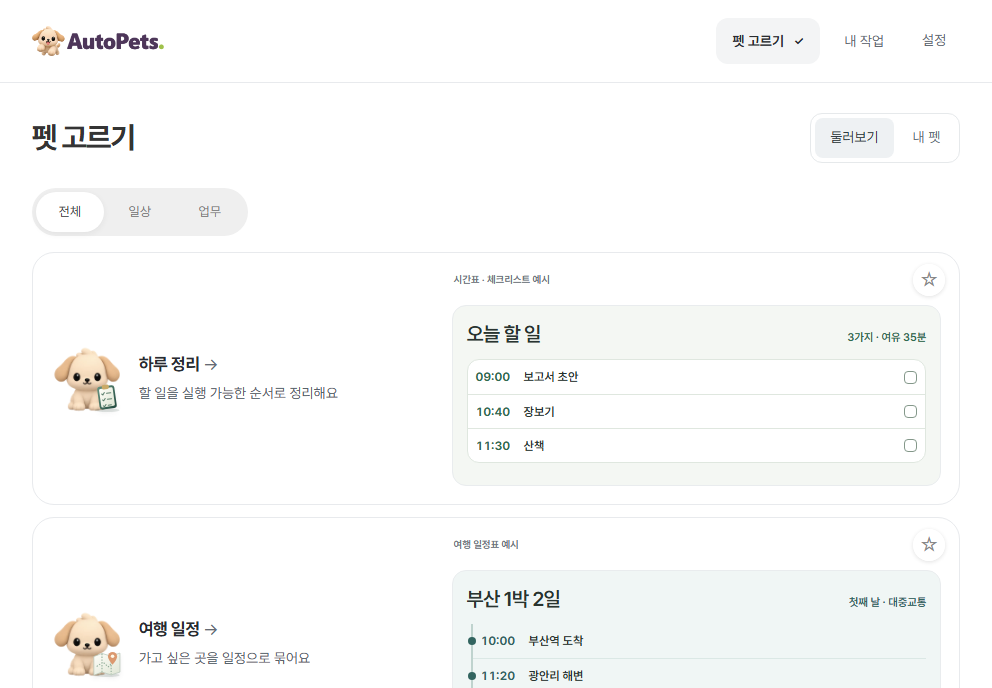 AutoPets.
펫 고르기 ✓
내 작업
설정
펫 고르기
둘러보기
내 펫
전체
일상
업무
시간표 · 체크리스트 예시
하루 정리 →
할 일을 실행 가능한 순서로 정리해요
오늘 할 일
3가지 · 여유 35분
09:00 보고서 초안
10:40 장보기
11:30 산책
여행 일정표 예시
여행 일정 →
가고 싶은 곳을 일정으로 묶어요
부산 1박 2일
첫째 날 · 대중교통
10:00 부산역 도착
11:20 광안리 해변